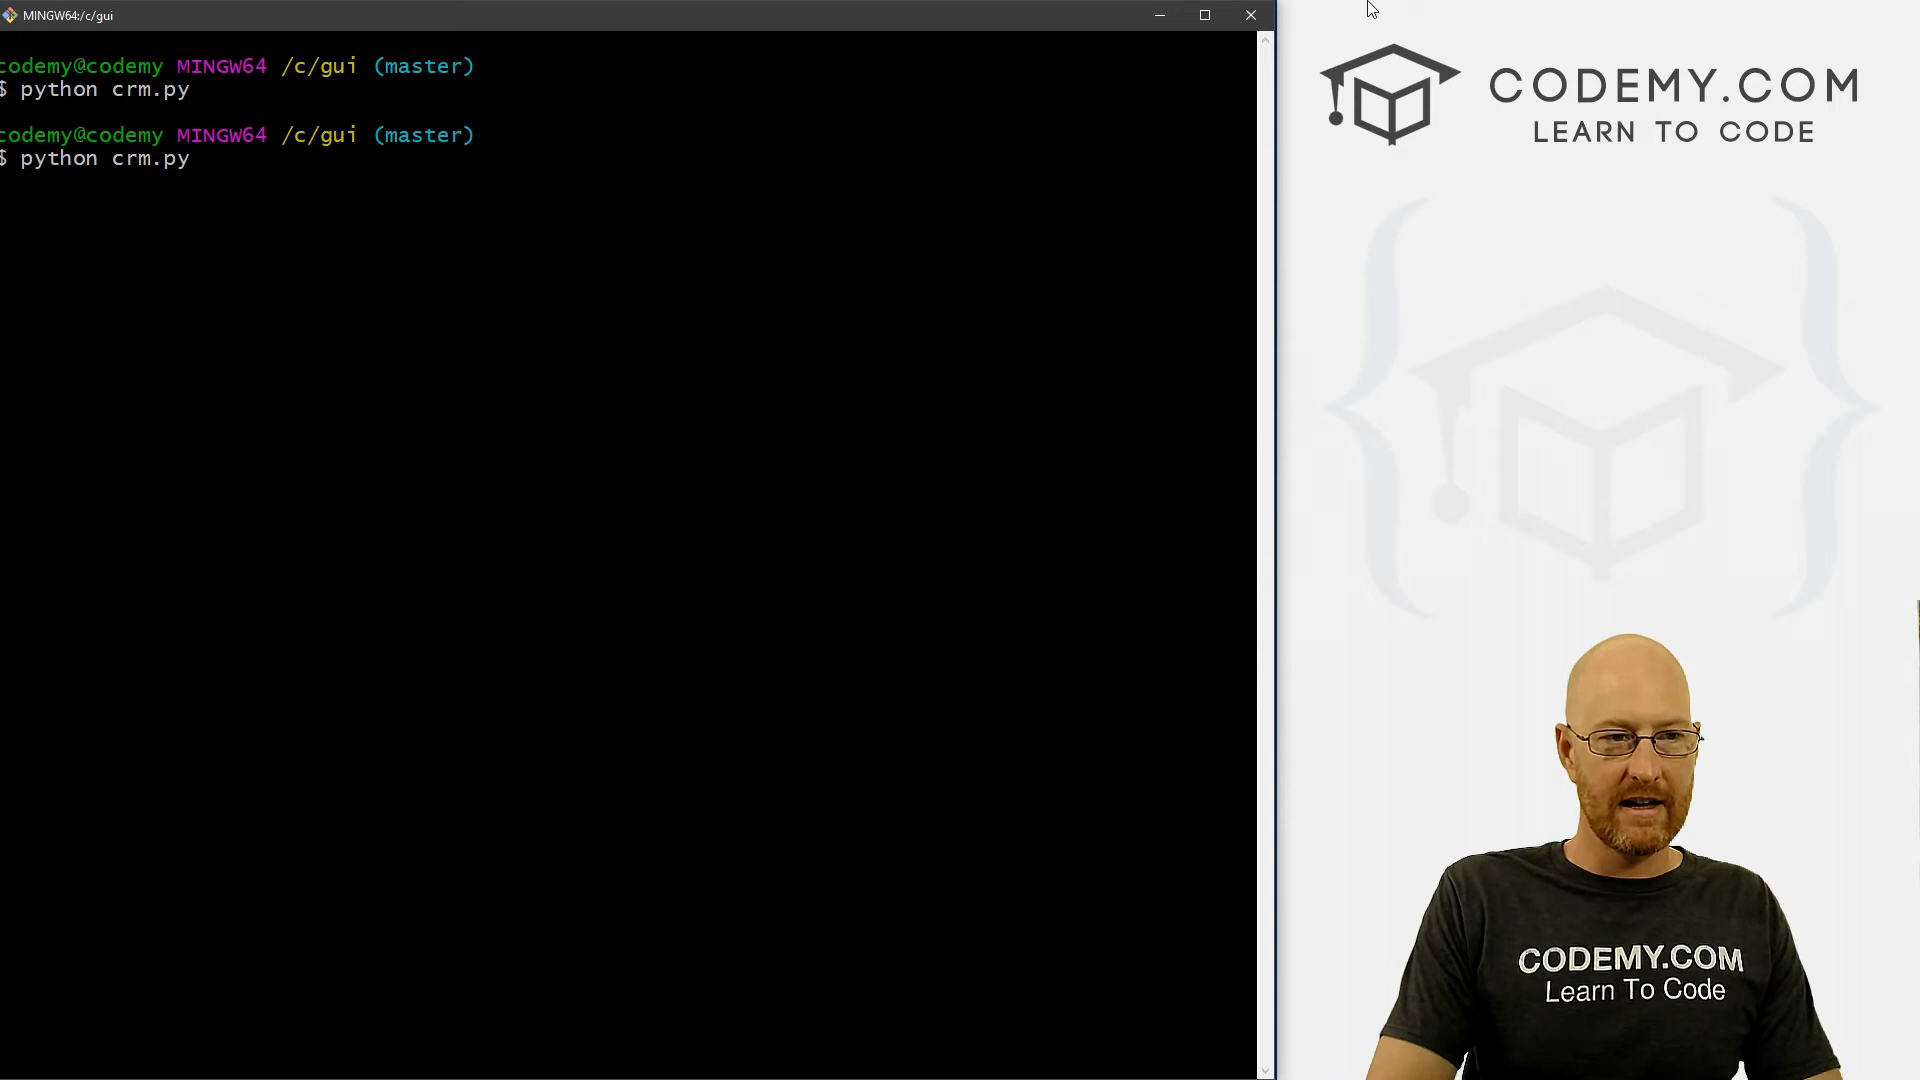 MINGW64:/c/gui
codemy@codemy MINGW64 /c/gui (master)
$ python crm.py
codemy@codemy MINGW64 /c/gui (master)
$ python crm.py
CODEMY.COM
LEARN TO CODE
CODEMY.COM
Learn To Code